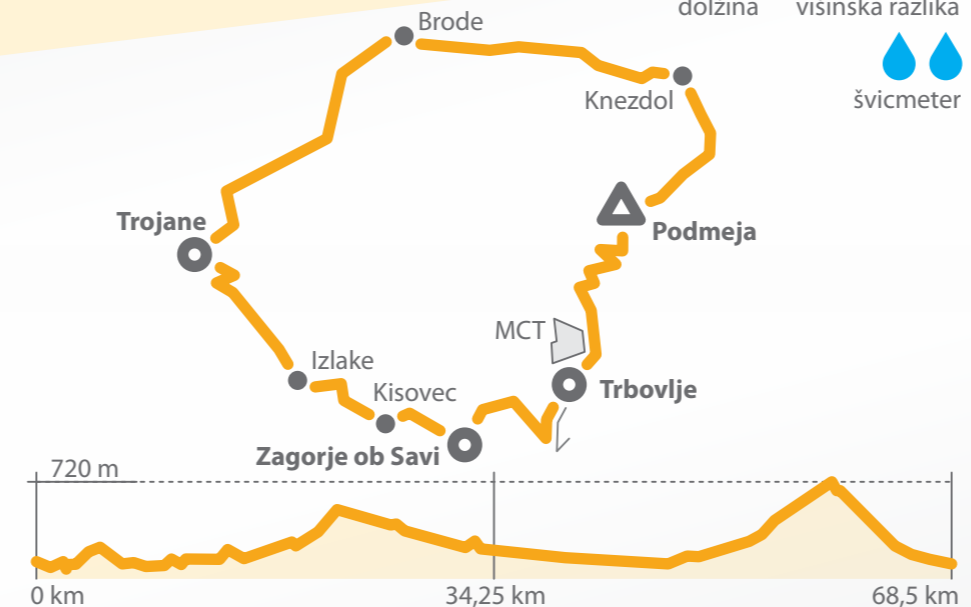 dolžina višinska razlika
švicmeter
Brode
Knezdol
Trojane
Podmeja
MCT
Izlake
Kisovec
Trbovlje
Zagorje ob Savi
720 m
0 km 34,25 km 68,5 km